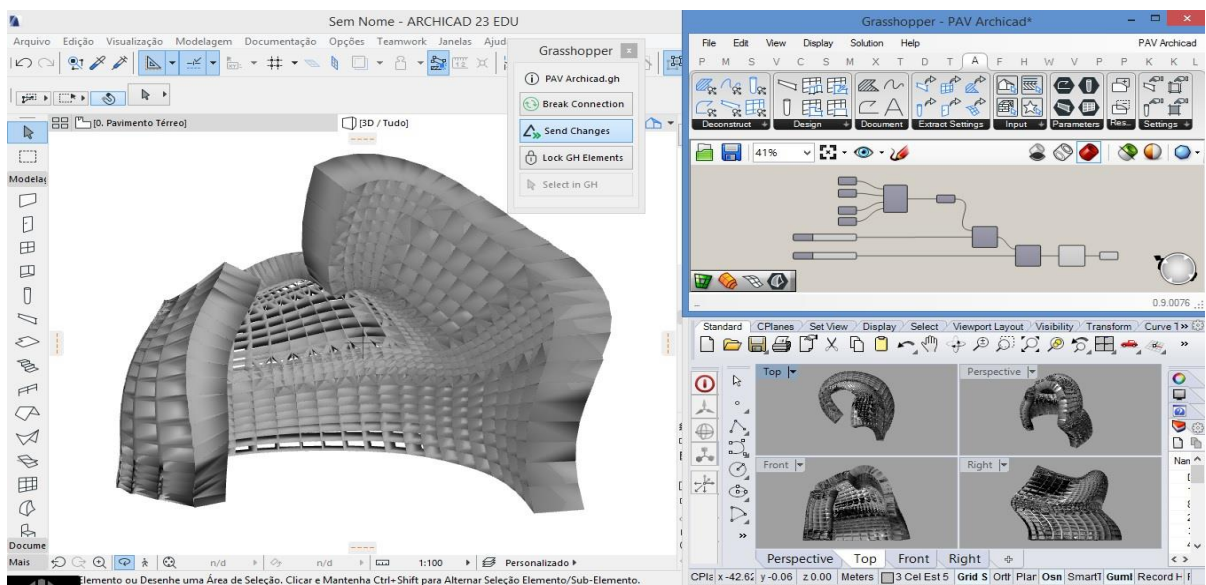 Sem Nome - ARCHICAD 23 EDU
Arquivo Edição Visualização Modelagem Documentação Opções Teamwork Janelas Ajud
Grasshopper
PAV Archicad.gh
Break Connection
Send Changes
Lock GH Elements
Select in GH
[0. Pavimento Térreo]
[3D / Tudo]
Modelag
Docume
Mais
n/d
n/d
1:100
Personalizado
Elemento ou Desenhe uma Área de Seleção. Clicar e Mantenha Ctrl+Shift para Alternar Seleção Elemento/Sub-Elemento.
Grasshopper - PAV Archicad*
File Edit View Display Solution Help
PAV Archicad
P M S V C S M X T D T A F H W V P P K K L
Deconstruct
Design
Document
Extract Settings
Input
Parameters
Res..
Settings
41%
0.9.0076
Standard CPlanes Set View Display Select Viewport Layout Visibility Transform Curve T
Top
Perspective
Front
Right
Nan
Perspective Top Front Right
CPla x -42.62 y -0.06 z 0.00 Meters 3 Cel Est 5 Grid S Ortl Plar Osn SmartT Guml Record H F